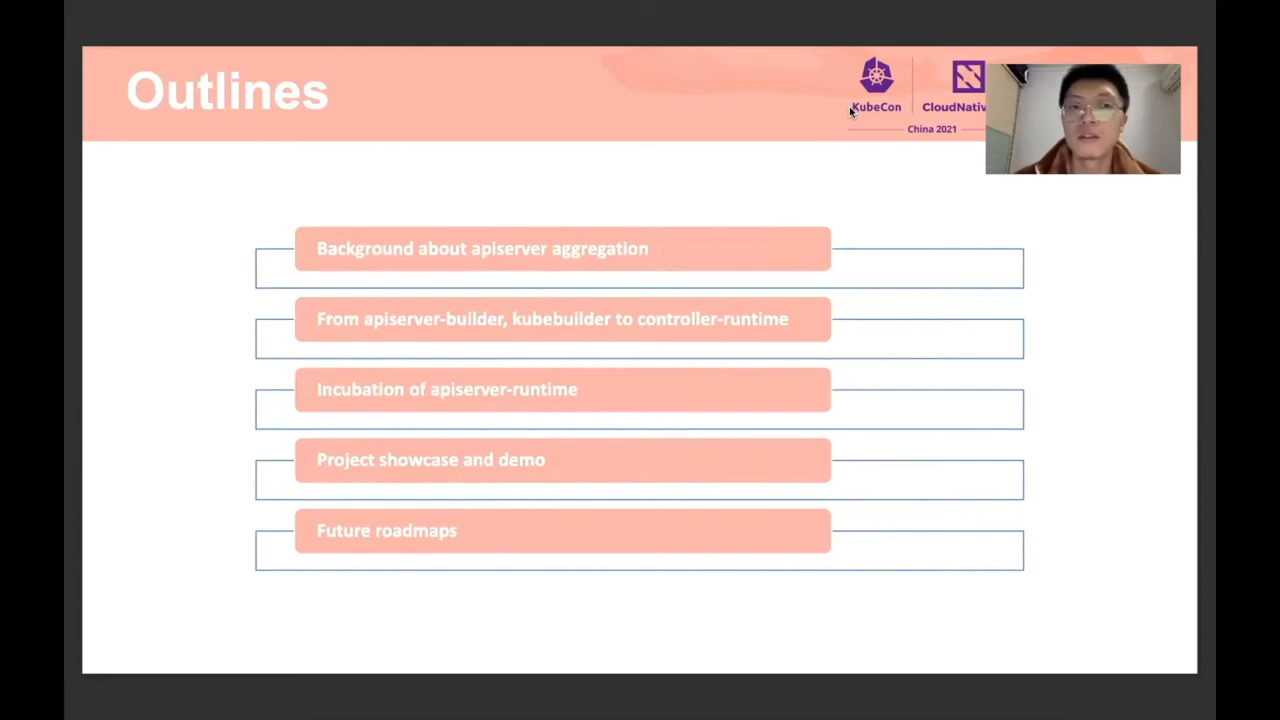 Outlines
KubeCon
CloudNativ
China 2021
Background about apiserver aggregation
From apiserver-builder, kubebuilder to controller-runtime
Incubation of apiserver-runtime
Project showcase and demo
Future roadmaps